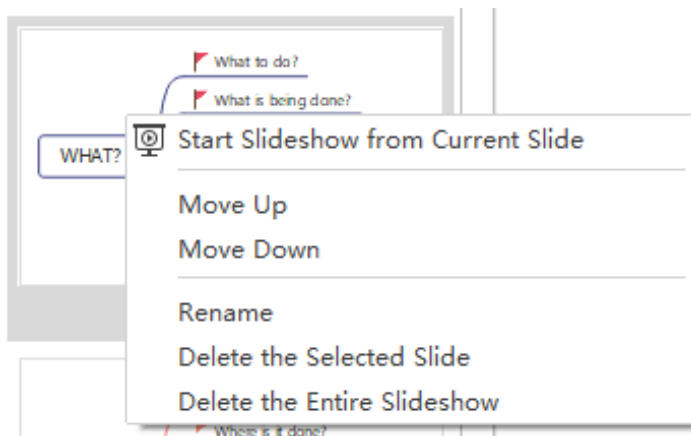 What to do?
What is being done?
WHAT?
Start Slideshow from Current Slide
Move Up
Move Down
Rename
Delete the Selected Slide
Delete the Entire Slideshow
Where is it done?